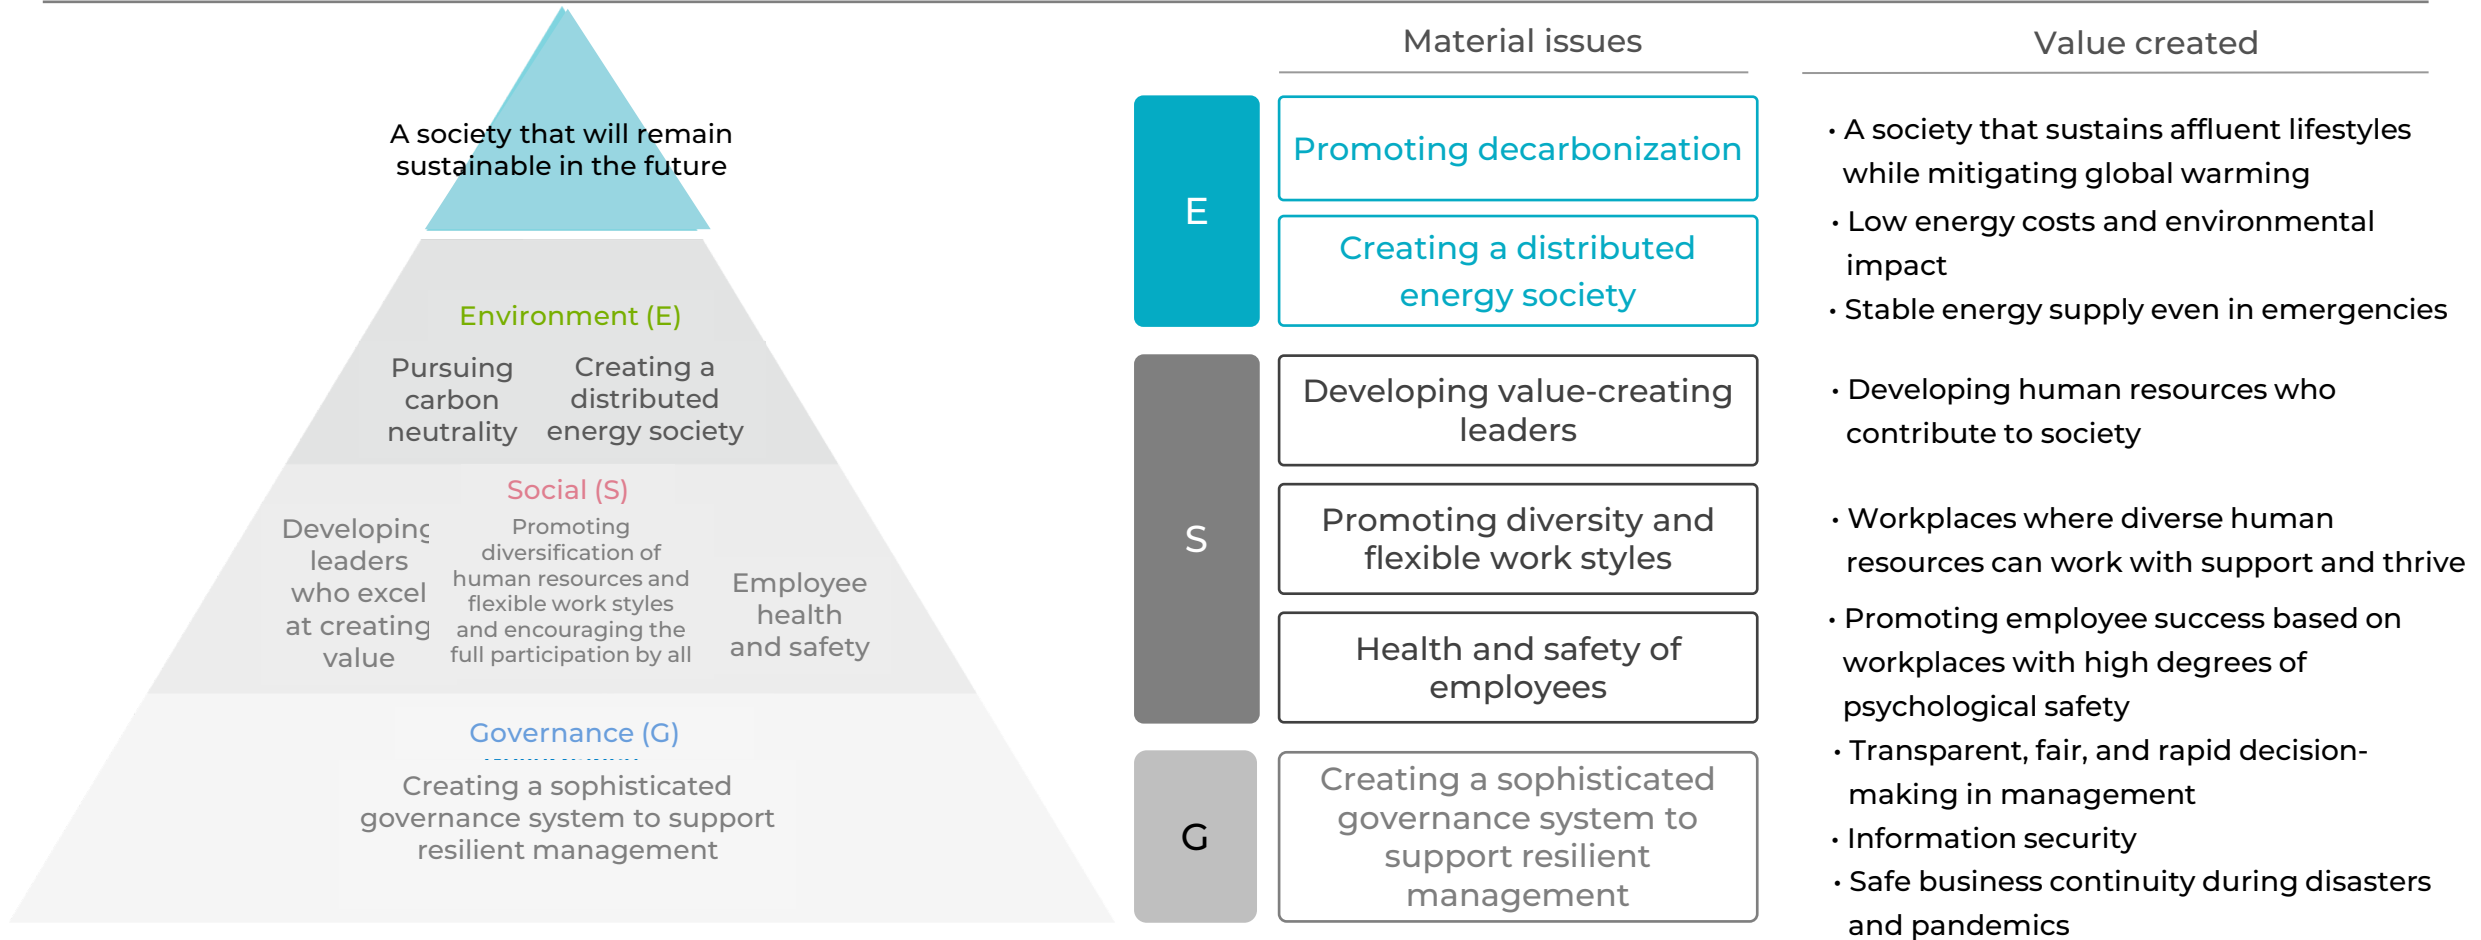 A society that will remain
sustainable in the future
Environment (E)
Pursuing
carbon
neutrality
Creating a
distributed
energy society
Social (S)
Developing
leaders
who excel
at creating
value
Promoting
diversification of
human resources and
flexible work styles
and encouraging the
full participation by all
Employee
health
and safety
Governance (G)
Creating a sophisticated
governance system to support
resilient management
Material issues
Value created
E
Promoting decarbonization
Creating a distributed
energy society
・A society that sustains affluent lifestyles
while mitigating global warming
・Low energy costs and environmental
impact
・Stable energy supply even in emergencies
S
Developing value-creating
leaders
・Developing human resources who
contribute to society
Promoting diversity and
flexible work styles
・Workplaces where diverse human
resources can work with support and thrive
Health and safety of
employees
・Promoting employee success based on
workplaces with high degrees of
psychological safety
G
Creating a sophisticated
governance system to
support resilient
management
・Transparent, fair, and rapid decision-
making in management
・Information security
・Safe business continuity during disasters
and pandemics